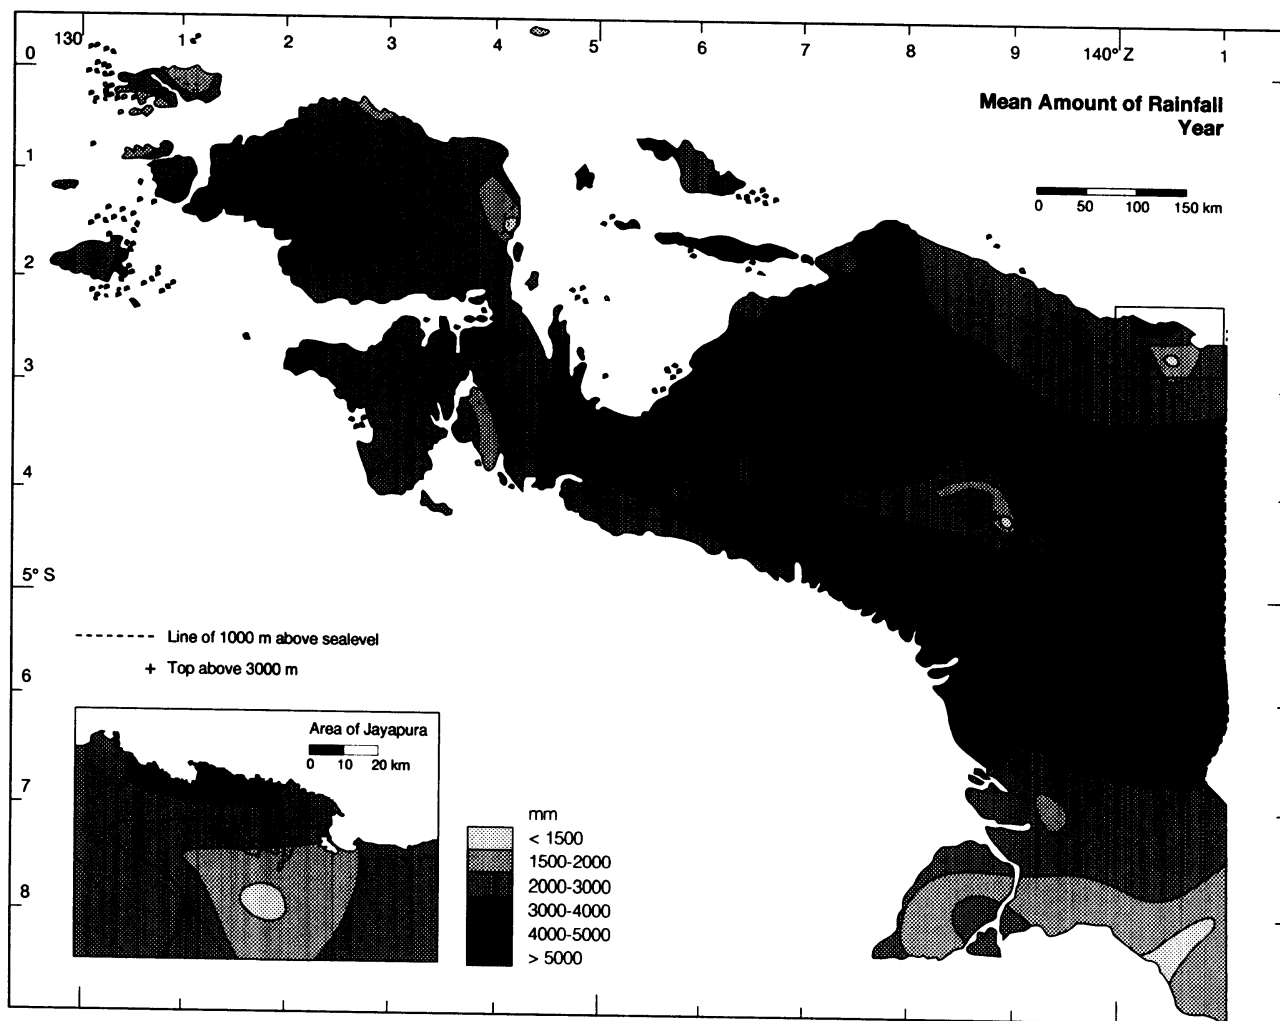 130 1 2 3 4 5 6 7 8 9 140° Z 1
0
Mean Amount of Rainfall
Year
1
0 50 100 150 km
2
3
4
5° S
Line of 1000 m above sealevel
+ Top above 3000 m
6
Area of Jayapura
0 10 20 km
7
mm
< 1500
1500-2000
2000-3000
3000-4000
4000-5000
> 5000
8